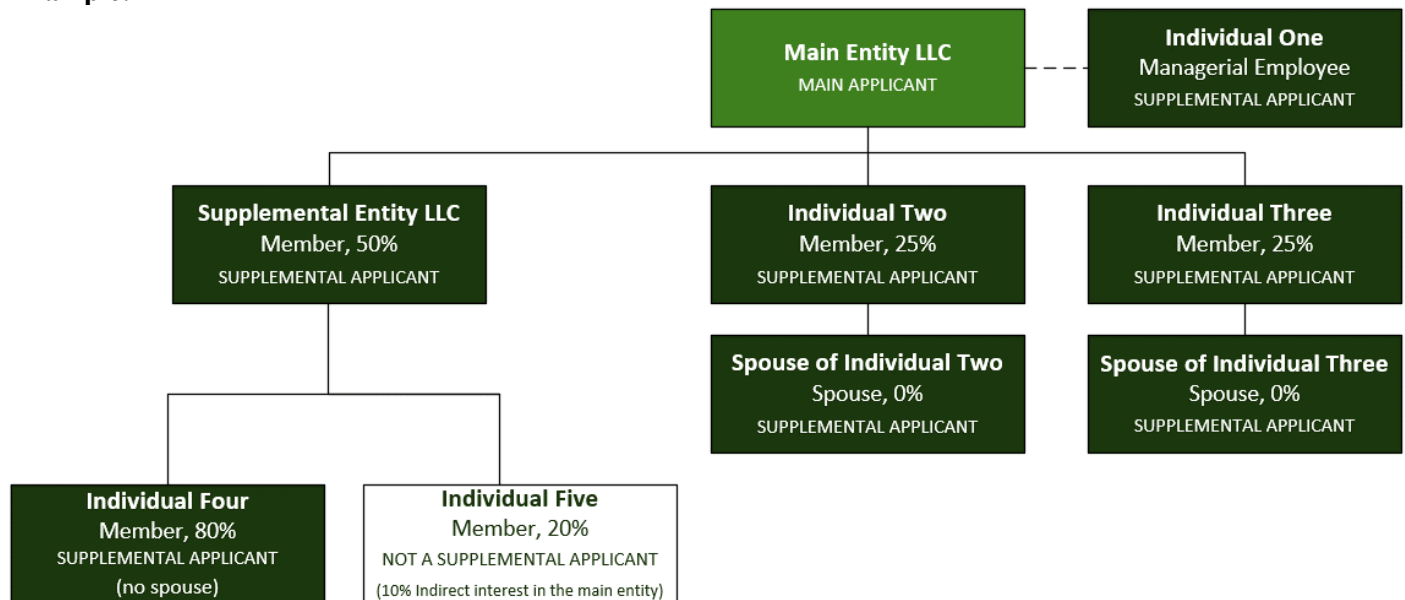 Main Entity LLC
MAIN APPLICANT
Individual One
Managerial Employee
SUPPLEMENTAL APPLICANT
Supplemental Entity LLC
Member, 50%
SUPPLEMENTAL APPLICANT
Individual Two
Member, 25%
SUPPLEMENTAL APPLICANT
Individual Three
Member, 25%
SUPPLEMENTAL APPLICANT
Spouse of Individual Two
Spouse, 0%
SUPPLEMENTAL APPLICANT
Spouse of Individual Three
Spouse, 0%
SUPPLEMENTAL APPLICANT
Individual Four
Member, 80%
SUPPLEMENTAL APPLICANT
(no spouse)
Individual Five
Member, 20%
NOT A SUPPLEMENTAL APPLICANT
(10% Indirect interest in the main entity)